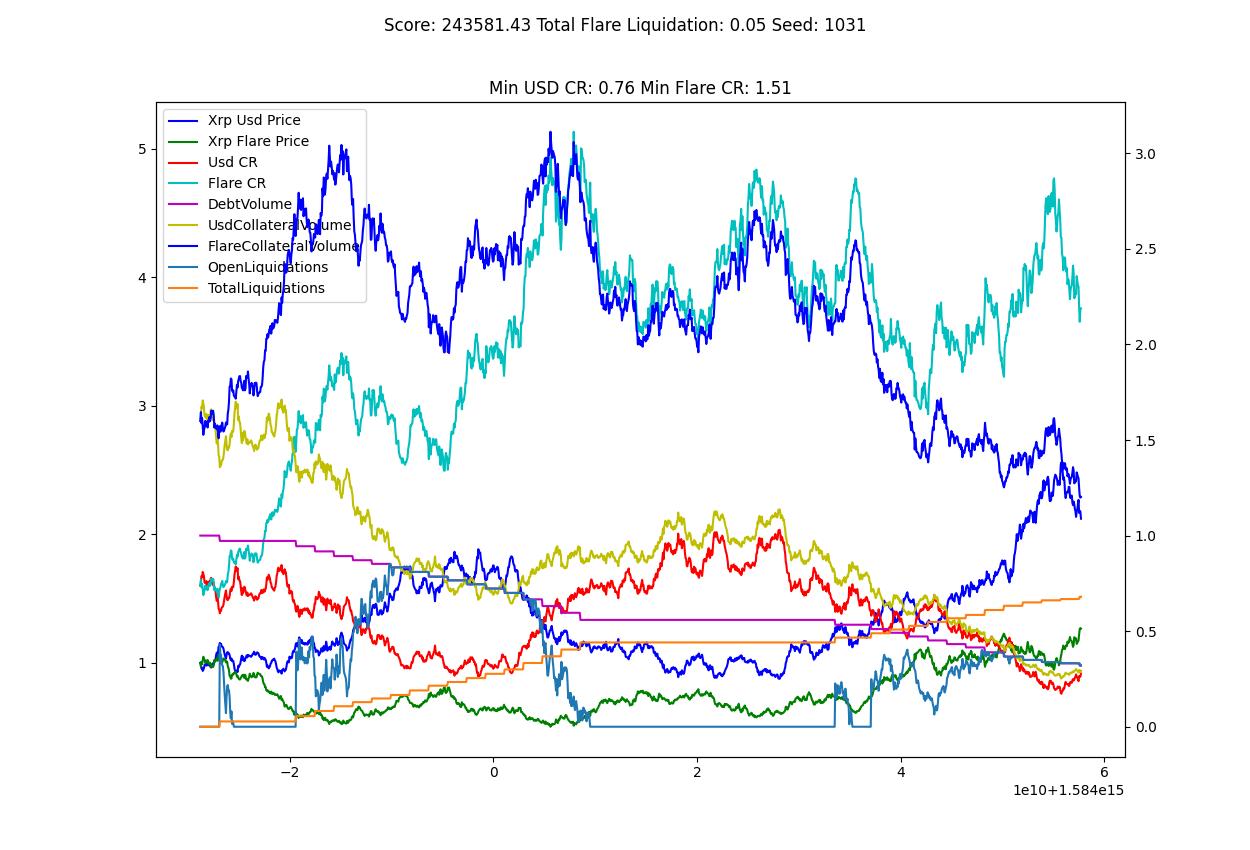 Score: 243581.43 Total Flare Liquidation: 0.05 Seed: 1031
Min USD CR: 0.76 Min Flare CR: 1.51
Xrp Usd Price
Xrp Flare Price
Usd CR
Flare CR
DebtVolume
UsdCollateralVolume
FlareCollateralVolume
OpenLiquidations
TotalLiquidations
5
4
3
2
1
3.0
2.5
2.0
1.5
1.0
0.5
0.0
−2
0
2
4
6
1e10+1.584e15